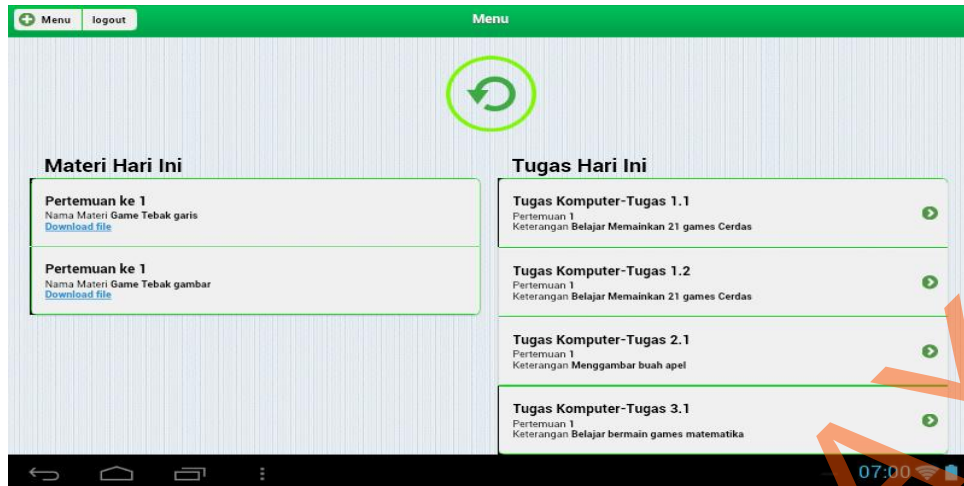 Menu
logout
Menu
Materi Hari Ini
Pertemuan ke 1
Nama Materi Game Tebak garis
Download file
Pertemuan ke 1
Nama Materi Game Tebak gambar
Download file
Tugas Hari Ini
Tugas Komputer-Tugas 1.1
Pertemuan 1
Keterangan Belajar Memainkan 21 games Cerdas
Tugas Komputer-Tugas 1.2
Pertemuan 1
Keterangan Belajar Memainkan 21 games Cerdas
Tugas Komputer-Tugas 2.1
Pertemuan 1
Keterangan Menggambar buah apel
Tugas Komputer-Tugas 3.1
Pertemuan 1
Keterangan Belajar bermain games matematika
07:00